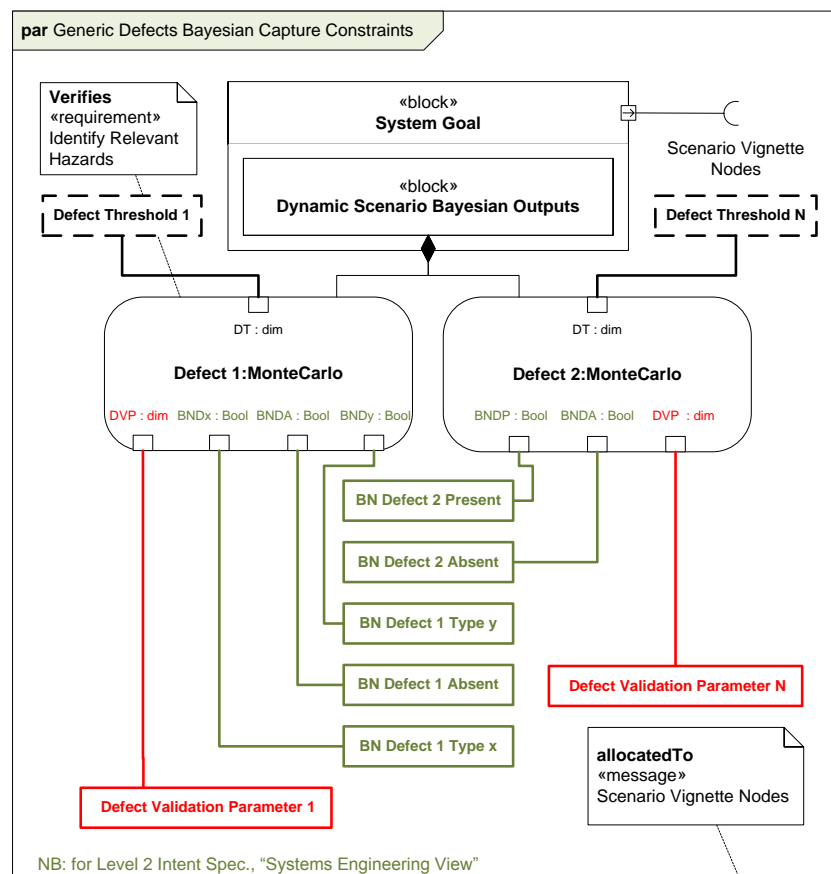 par Generic Defects Bayesian Capture Constraints
Verifies
«requirement»
Identify Relevant
Hazards
«block»
System Goal
«block»
Dynamic Scenario Bayesian Outputs
Scenario Vignette
Nodes
Defect Threshold 1
Defect Threshold N
DT : dim
Defect 1:MonteCarlo
DVP : dim
BNDx : Bool
BNDA : Bool
BNDy : Bool
DT : dim
Defect 2:MonteCarlo
BNDP : Bool
BNDA : Bool
DVP : dim
BN Defect 2 Present
BN Defect 2 Absent
BN Defect 1 Type y
BN Defect 1 Absent
BN Defect 1 Type x
Defect Validation Parameter N
Defect Validation Parameter 1
allocatedTo
«message»
Scenario Vignette Nodes
NB: for Level 2 Intent Spec., “Systems Engineering View”